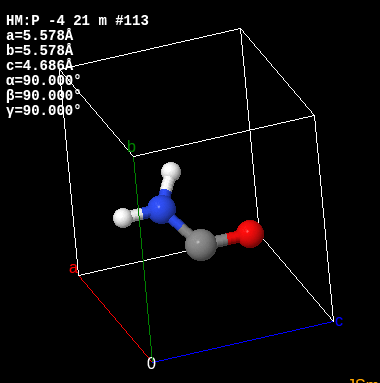 HM:P -4 21 m #113
a=5.578Å
b=5.578Å
c=4.686Å
α=90.000°
β=90.000°
γ=90.000°
b
a
c
0